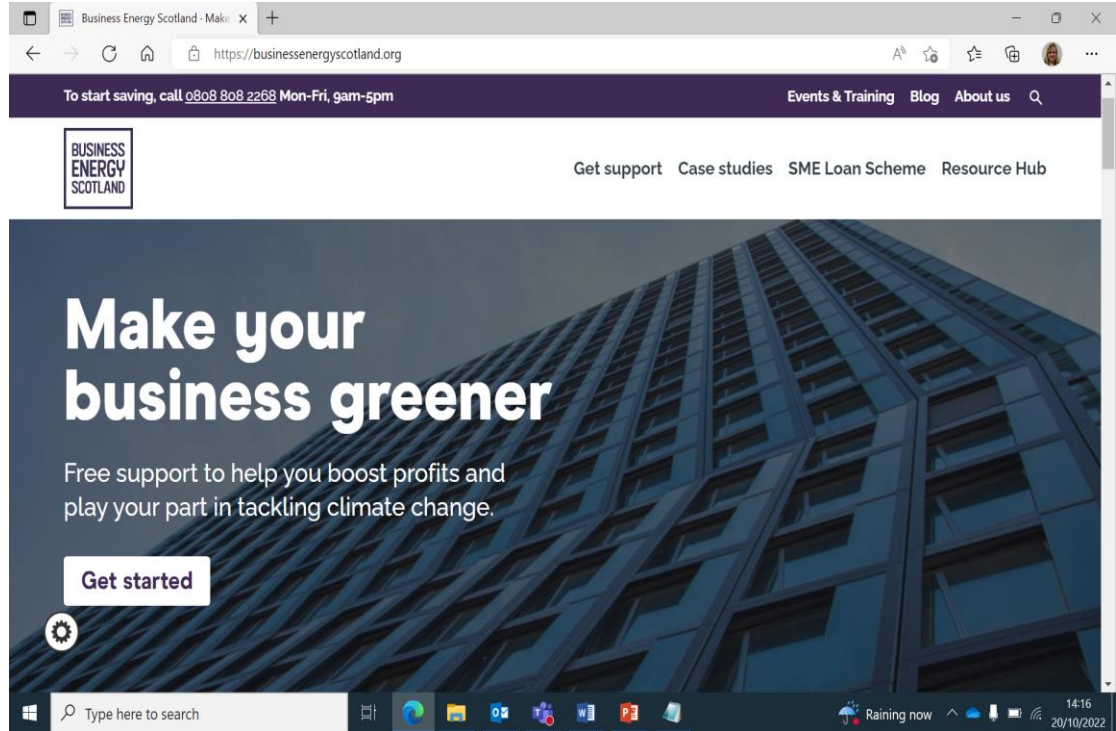 Business Energy Scotland - Make
https://businessenergyscotland.org
To start saving, call 0808 808 2268 Mon-Fri, 9am-5pm
Events & Training Blog About us
BUSINESS
ENERGY
SCOTLAND
Get support Case studies SME Loan Scheme Resource Hub
Make your
business greener
Free support to help you boost profits and
play your part in tackling climate change.
Get started
Type here to search
Raining now
14:16
20/10/2022